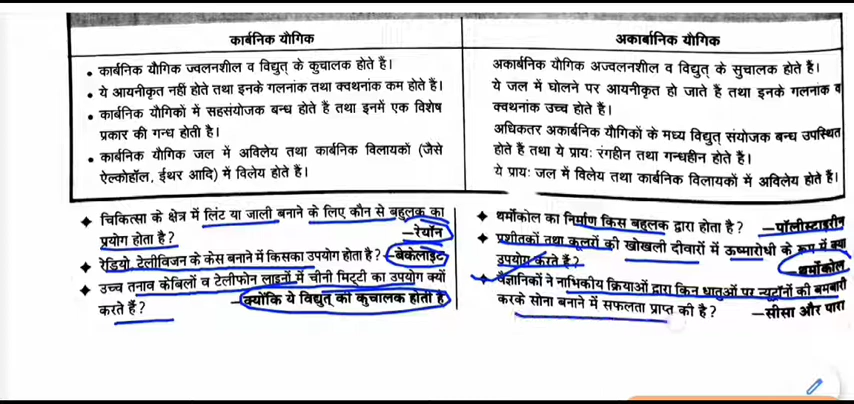 कार्बनिक यौगिक
• कार्बनिक यौगिक ज्वलनशील व विद्युत् के कुचालक होते हैं।
• ये आयनीकृत नहीं होते तथा इनके गलनांक तथा क्वथनांक कम होते हैं।
• कार्बनिक यौगिकों में सहसंयोजक बन्ध होते हैं तथा इनमें एक विशेष
प्रकार की गन्ध होती है।
• कार्बनिक यौगिक जल में अविलेय तथा कार्बनिक विलायकों (जैसे
ऐल्कोहॉल, ईथर आदि) में विलेय होते हैं।
अकार्बानिक यौगिक
अकार्बनिक यौगिक अज्वलनशील व विद्युत् के सुचालक होते हैं।
ये जल में घोलने पर आयनीकृत हो जाते हैं तथा इनके गलनांक व
क्वथनांक उच्च होते हैं।
अधिकतर अकार्बनिक यौगिकों के मध्य विद्युत् संयोजक बन्ध उपस्थित
होते हैं तथा ये प्रायः रंगहीन तथा गन्धहीन होते हैं।
ये प्रायः जल में विलेय तथा कार्बनिक विलायकों में अविलेय होते हैं।
✦ चिकित्सा के क्षेत्र में लिंट या जाली बनाने के लिए कौन से बहुलक का
प्रयोग होता है? —रेयॉन
✦ रेडियो, टेलीविजन के केस बनाने में किसका उपयोग होता है? —बेकेलाइट
✦ उच्च तनाव केबिलों व टेलीफोन लाइनों में चीनी मिट्टी का उपयोग क्यों
करते हैं? —क्योंकि ये विद्युत् की कुचालक होती है
✦ थर्मोकोल का निर्माण किस बहुलक द्वारा होता है? —पॉलीस्टाइरीन
✦ प्रशीतकों तथा कूलरों की खोखली दीवारों में ऊष्मारोधी के रूप में क्या
उपयोग करते हैं? —थर्मोकोल
✦ वैज्ञानिकों ने नाभिकीय क्रियाओं द्वारा किन धातुओं पर न्यूट्रॉनों की बमबारी
करके सोना बनाने में सफलता प्राप्त की है? —सीसा और पारा